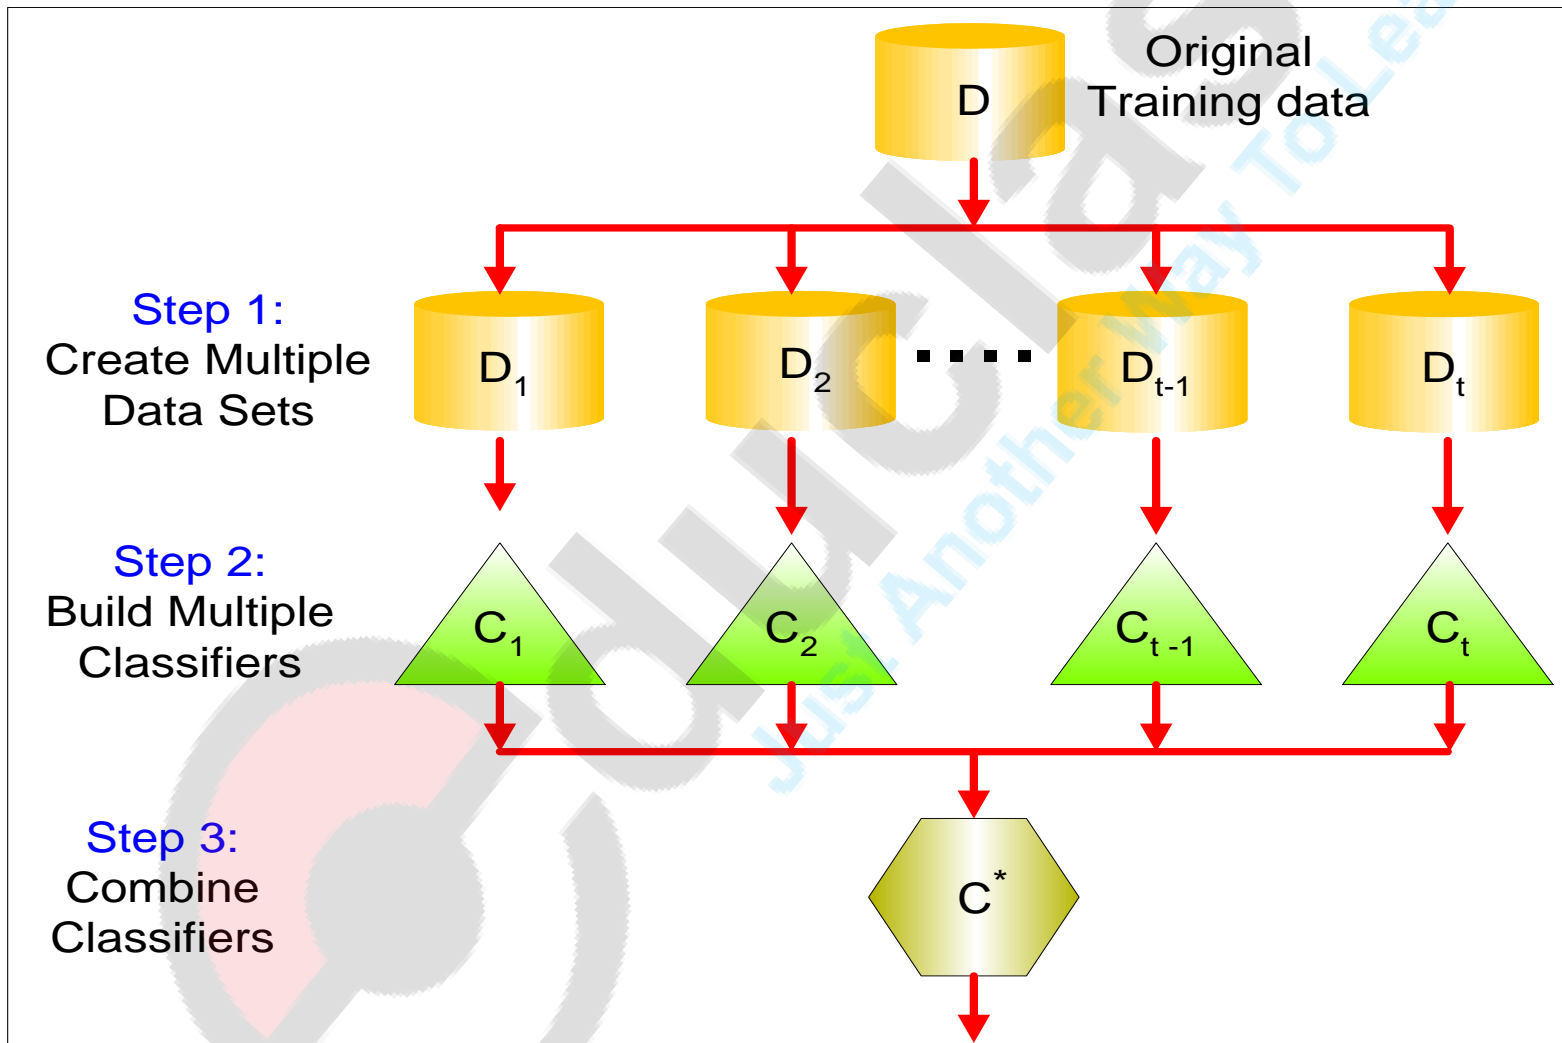 Original
Training data
D
Step 1:
Create Multiple
Data Sets
D1
D2
Dt-1
Dt
Step 2:
Build Multiple
Classifiers
C1
C2
Ct -1
Ct
Step 3:
Combine
Classifiers
C*
educlas
Just Another Way To Lea